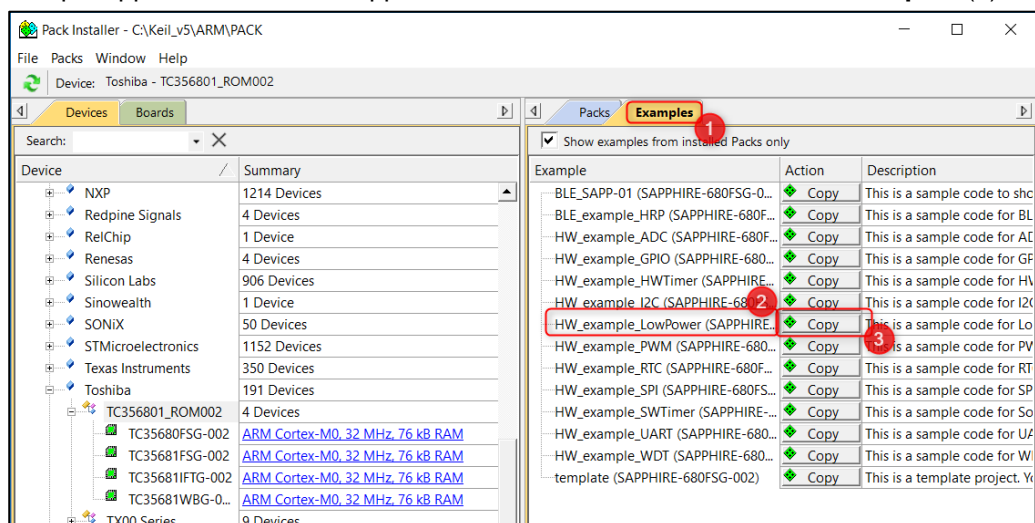 Pack Installer - C:\Keil_v5\ARM\PACK
File Packs Window Help
Device: Toshiba - TC356801_ROM002
Devices Boards
Search:
Device Summary
NXP 1214 Devices
Redpine Signals 4 Devices
RelChip 1 Device
Renesas 4 Devices
Silicon Labs 906 Devices
Sinowealth 1 Device
SONiX 50 Devices
STMicroelectronics 1152 Devices
Texas Instruments 350 Devices
Toshiba 191 Devices
TC356801_ROM002 4 Devices
TC35680FSG-002 ARM Cortex-M0, 32 MHz, 76 kB RAM
TC35681FSG-002 ARM Cortex-M0, 32 MHz, 76 kB RAM
TC35681IFTG-002 ARM Cortex-M0, 32 MHz, 76 kB RAM
TC35681WBG-0... ARM Cortex-M0, 32 MHz, 76 kB RAM
TX00 Series 9 Devices
Packs Examples
1
Show examples from installed Packs only
Example Action Description
BLE_SAPP-01 (SAPPHIRE-680FSG-0... Copy This is a sample code to sho
BLE_example_HRP (SAPPHIRE-680F... Copy This is a sample code for BL
HW_example_ADC (SAPPHIRE-680F... Copy This is a sample code for AD
HW_example_GPIO (SAPPHIRE-680... Copy This is a sample code for GP
HW_example_HWTimer (SAPPHIRE... Copy This is a sample code for HW
HW_example_I2C (SAPPHIRE-680F... Copy This is a sample code for I2C
2
HW_example_LowPower (SAPPHIRE... Copy This is a sample code for Lo
3
HW_example_PWM (SAPPHIRE-680... Copy This is a sample code for PW
HW_example_RTC (SAPPHIRE-680F... Copy This is a sample code for RT
HW_example_SPI (SAPPHIRE-680FS... Copy This is a sample code for SP
HW_example_SWTimer (SAPPHIRE-... Copy This is a sample code for So
HW_example_UART (SAPPHIRE-680... Copy This is a sample code for UA
HW_example_WDT (SAPPHIRE-680... Copy This is a sample code for W
template (SAPPHIRE-680FSG-002) Copy This is a template project. Yo